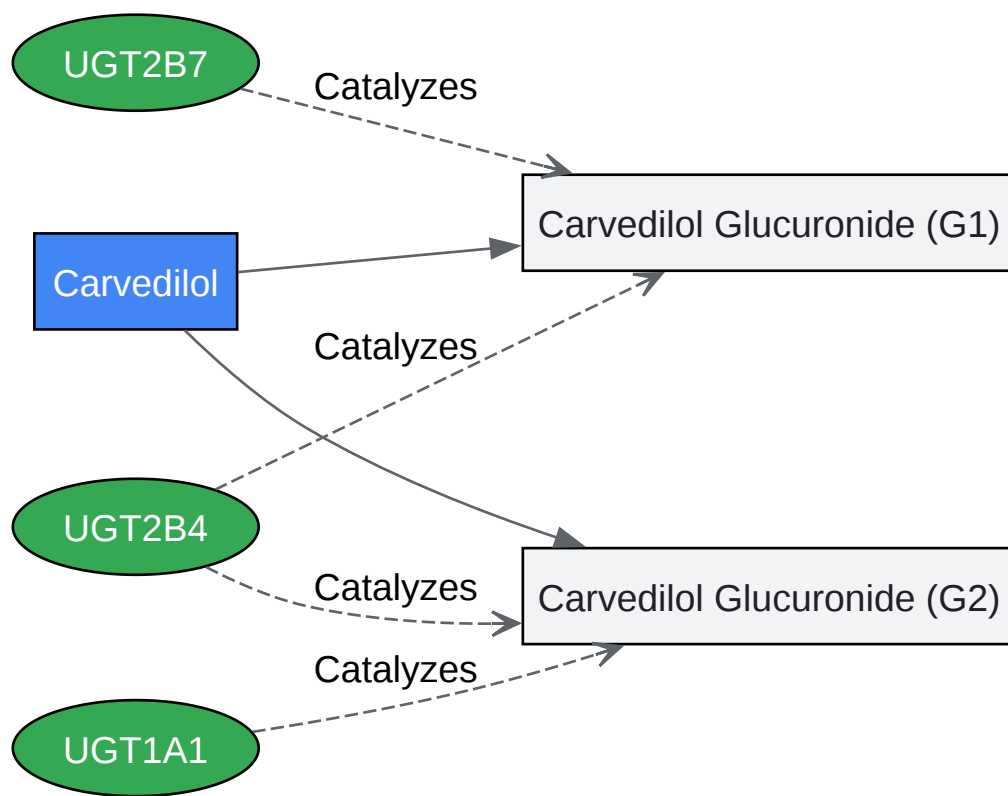 UGT2B7
Catalyzes
Carvedilol Glucuronide (G1)
Carvedilol
Catalyzes
UGT2B4
Catalyzes
Carvedilol Glucuronide (G2)
Catalyzes
UGT1A1